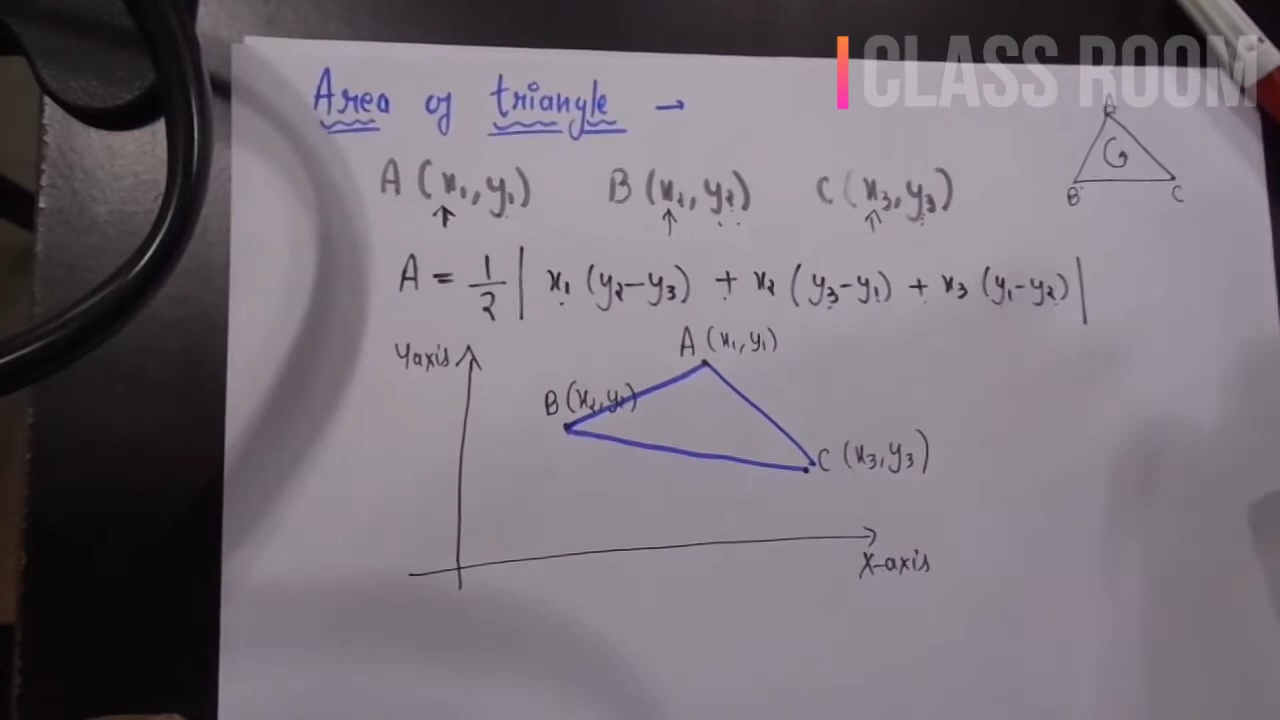 CLASS ROOM
Area of triangle →
A (x₁, y₁) B (x₂, y₂) C (x₃, y₃)
A
B C
A = 1/2 | x₁ (y₂-y₃) + x₂ (y₃-y₁) + x₃ (y₁-y₂) |
Yaxis
A (x₁, y₁)
B (x₂, y₂)
C (x₃, y₃)
X-axis